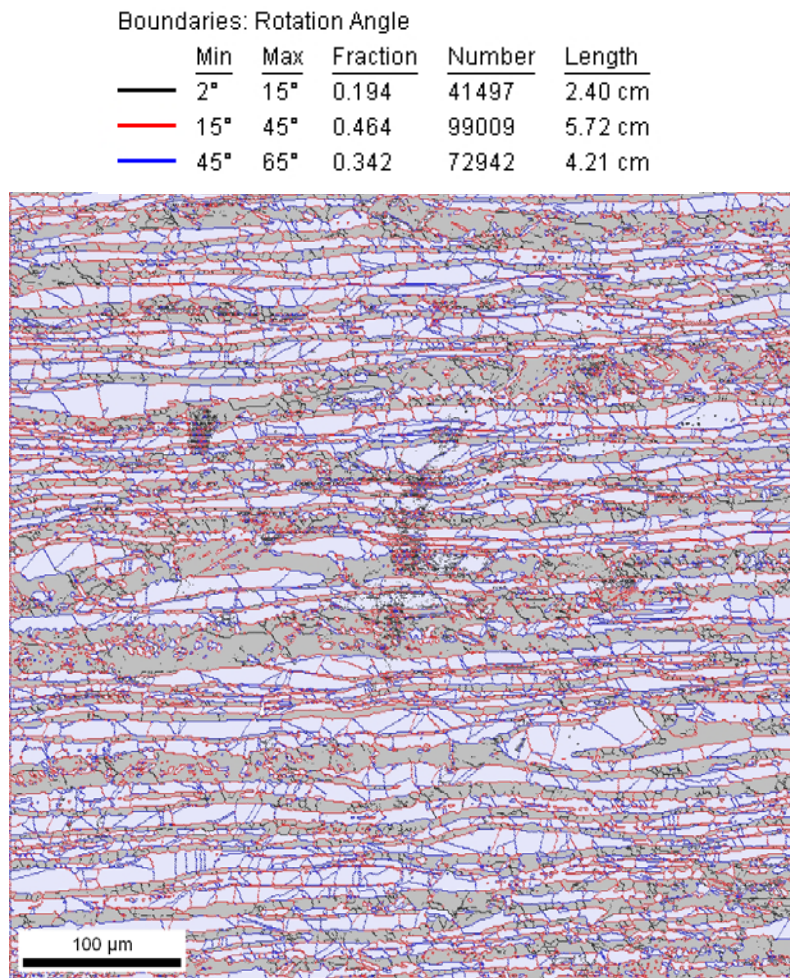 Boundaries: Rotation Angle
Min Max Fraction Number Length
2° 15° 0.194 41497 2.40 cm
15° 45° 0.464 99009 5.72 cm
45° 65° 0.342 72942 4.21 cm
100 µm